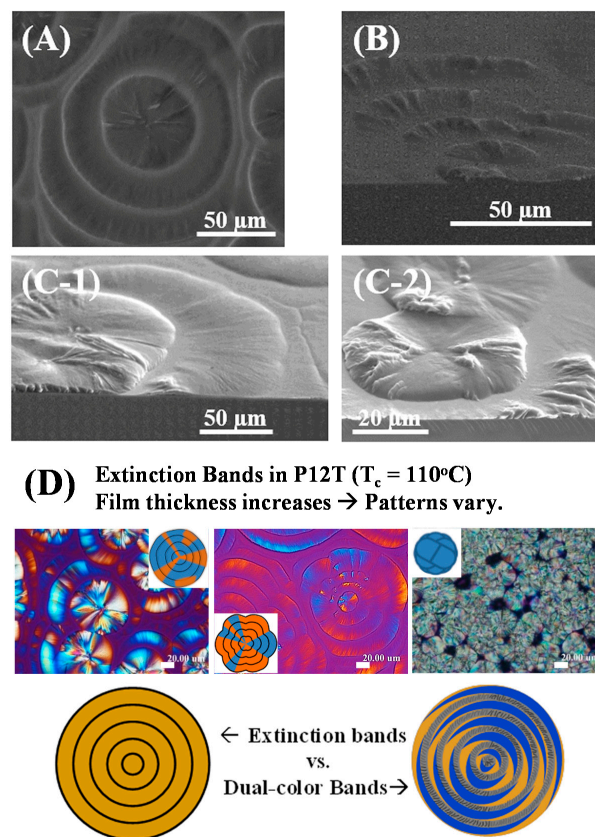 (A)
50 μm
(B)
50 μm
(C-1)
50 μm
(C-2)
20 μm
(D) Extinction Bands in P12T (Tc = 110oC)
Film thickness increases → Patterns vary.
20.00 um
20.00 um
20.00 um
← Extinction bands
vs.
Dual-color Bands→